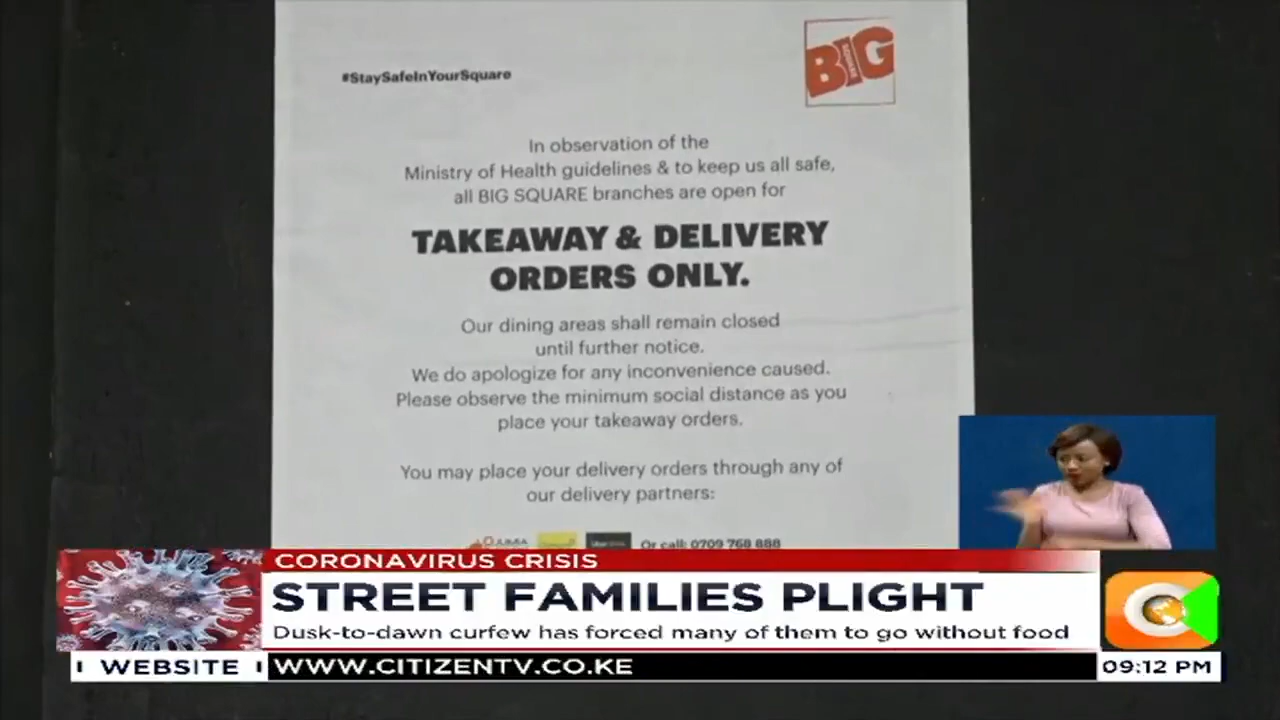 #StaySafeInYourSquare
BIG
SQUARE
In observation of the
Ministry of Health guidelines & to keep us all safe,
all BIG SQUARE branches are open for
TAKEAWAY & DELIVERY
ORDERS ONLY.
Our dining areas shall remain closed
until further notice.
We do apologize for any inconvenience caused.
Please observe the minimum social distance as you
place your takeaway orders.
You may place your delivery orders through any of
our delivery partners:
JUMIA
Or call: 0709 768 888
CORONAVIRUS CRISIS
STREET FAMILIES PLIGHT
Dusk-to-dawn curfew has forced many of them to go without food
WEBSITE
WWW.CITIZENTV.CO.KE
09:12 PM